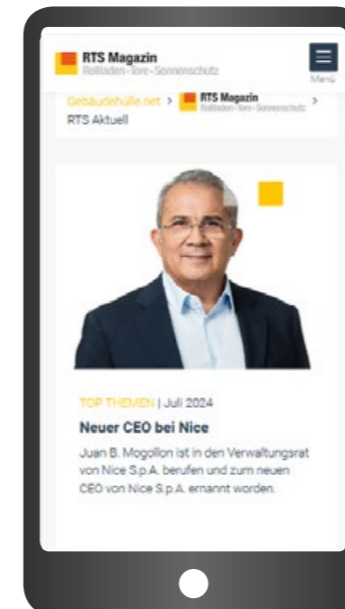 RTS Magazin
Rollladen-Tore-Sonnenschutz
Menü
Gebäudehülle.net > RTS Magazin >
Rollladen-Tore-Sonnenschutz
RTS Aktuell
TOP THEMEN | Juli 2024
Neuer CEO bei Nice
Juan B. Mogollon ist in den Verwaltungsrat
von Nice S.p.A. berufen und zum neuen
CEO von Nice S.p.A. ernannt worden.